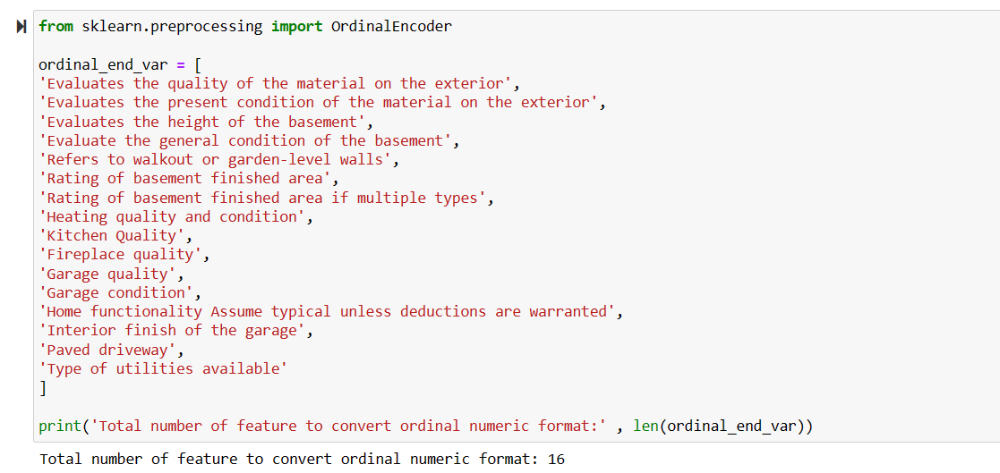 from sklearn.preprocessing import OrdinalEncoder
ordinal_end_var = [
'Evaluates the quality of the material on the exterior',
'Evaluates the present condition of the material on the exterior',
'Evaluates the height of the basement',
'Evaluate the general condition of the basement',
'Refers to walkout or garden-level walls',
'Rating of basement finished area',
'Rating of basement finished area if multiple types',
'Heating quality and condition',
'Kitchen Quality',
'Fireplace quality',
'Garage quality',
'Garage condition',
'Home functionality Assume typical unless deductions are warranted',
'Interior finish of the garage',
'Paved driveway',
'Type of utilities available'
]
print('Total number of feature to convert ordinal numeric format:' , len(ordinal_end_var))
Total number of feature to convert ordinal numeric format: 16